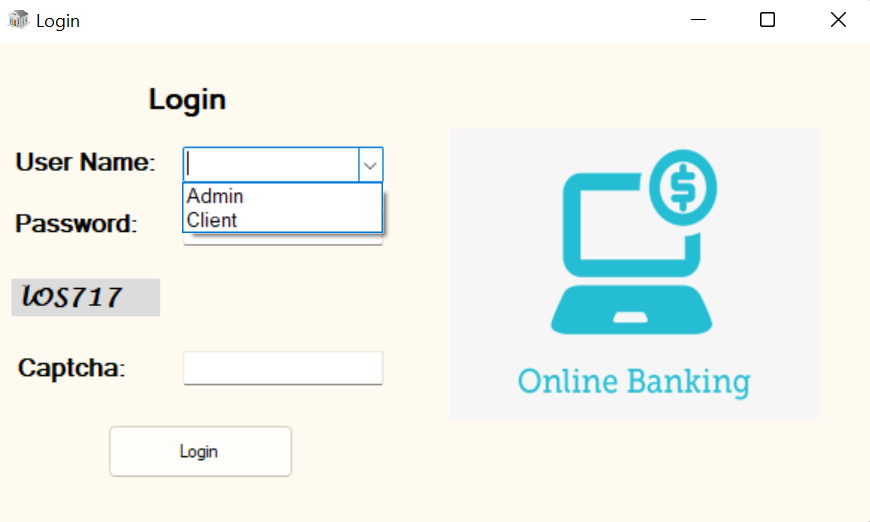 Login
Login
User Name:
Admin
Client
Password:
lOS717
Captcha:
Login
$
Online Banking